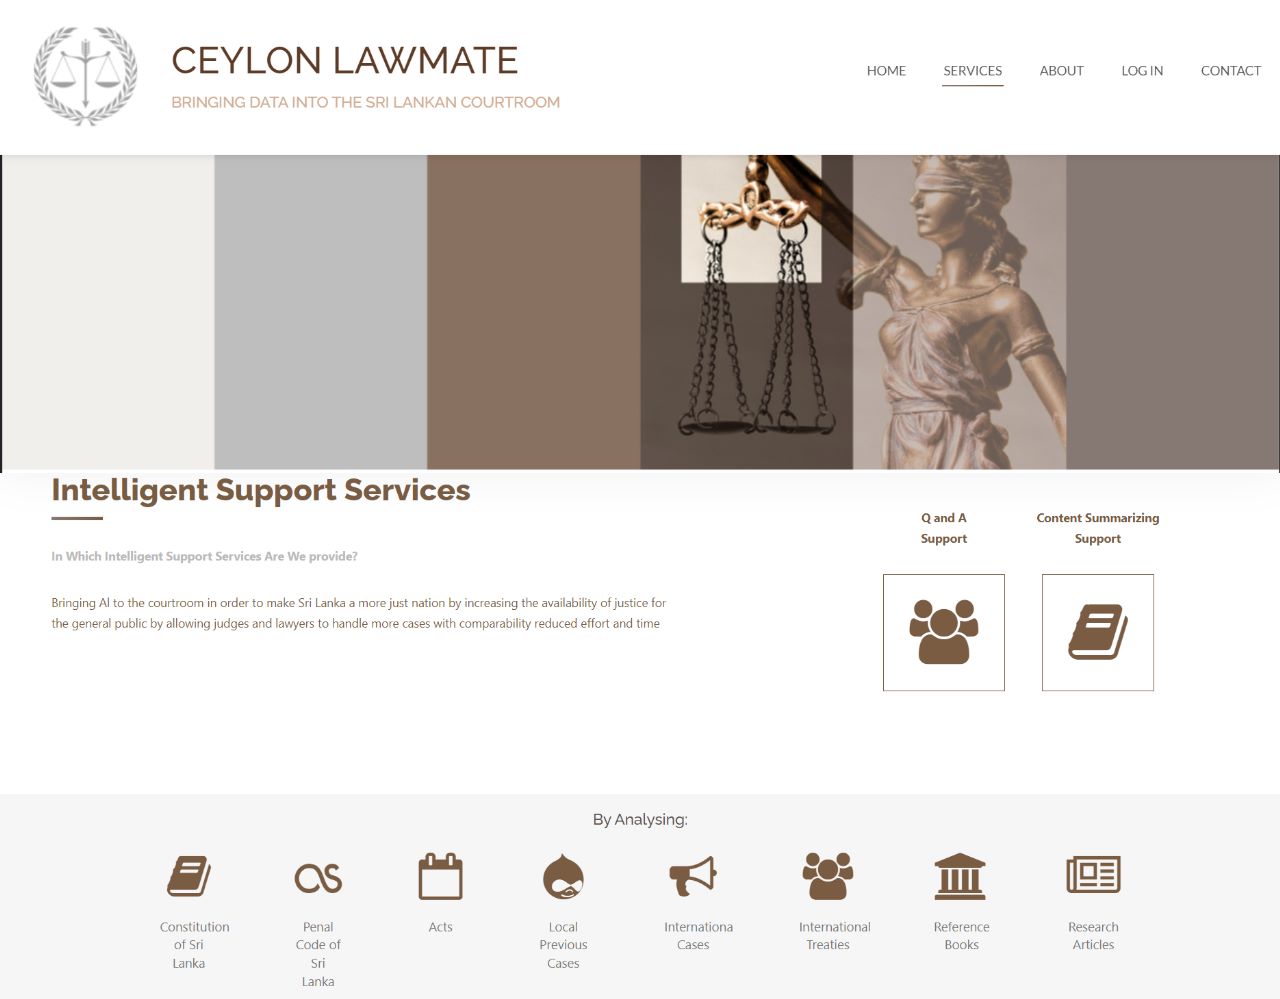 CEYLON LAWMATE
BRINGING DATA INTO THE SRI LANKAN COURTROOM
HOME SERVICES ABOUT LOG IN CONTACT
Intelligent Support Services
In Which Intelligent Support Services Are We provide?
Bringing AI to the courtroom in order to make Sri Lanka a more just nation by increasing the availability of justice for
the general public by allowing judges and lawyers to handle more cases with comparability reduced effort and time
Q and A
Support
Content Summarizing
Support
By Analysing:
Constitution
of Sri
Lanka
Penal
Code of
Sri
Lanka
Acts
Local
Previous
Cases
Internationa
Cases
International
Treaties
Reference
Books
Research
Articles